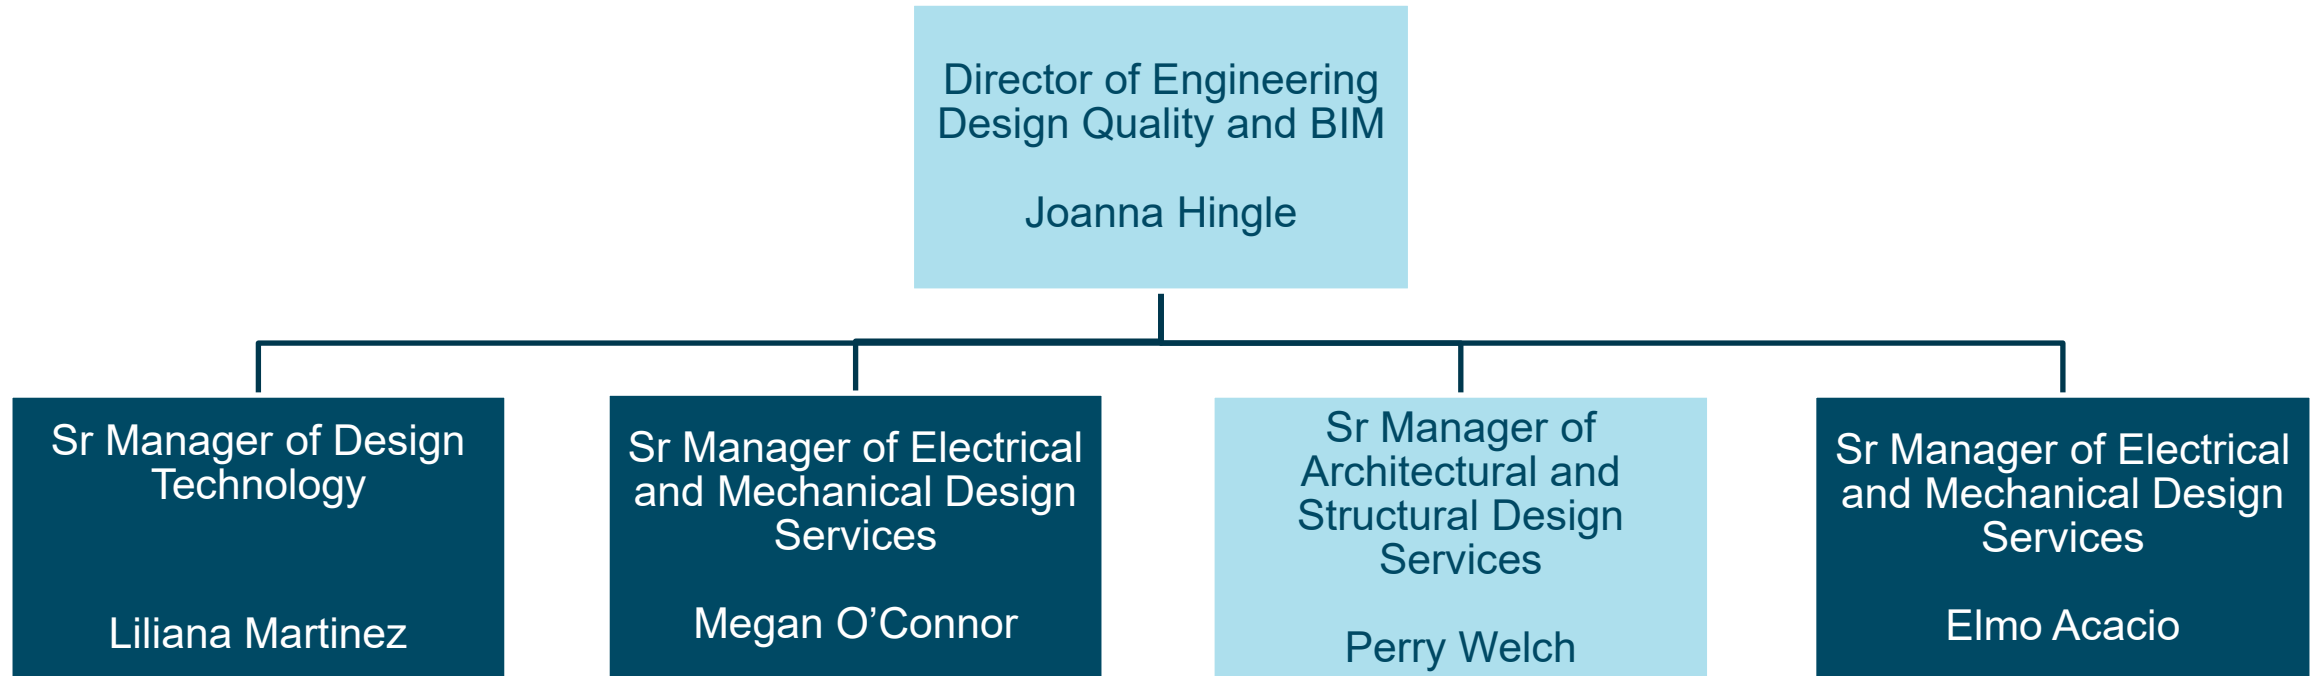 Director of Engineering
Design Quality and BIM
Joanna Hingle
Sr Manager of Design
Technology
Liliana Martinez
Sr Manager of Electrical
and Mechanical Design
Services
Megan O’Connor
Sr Manager of
Architectural and
Structural Design
Services
Perry Welch
Sr Manager of Electrical
and Mechanical Design
Services
Elmo Acacio